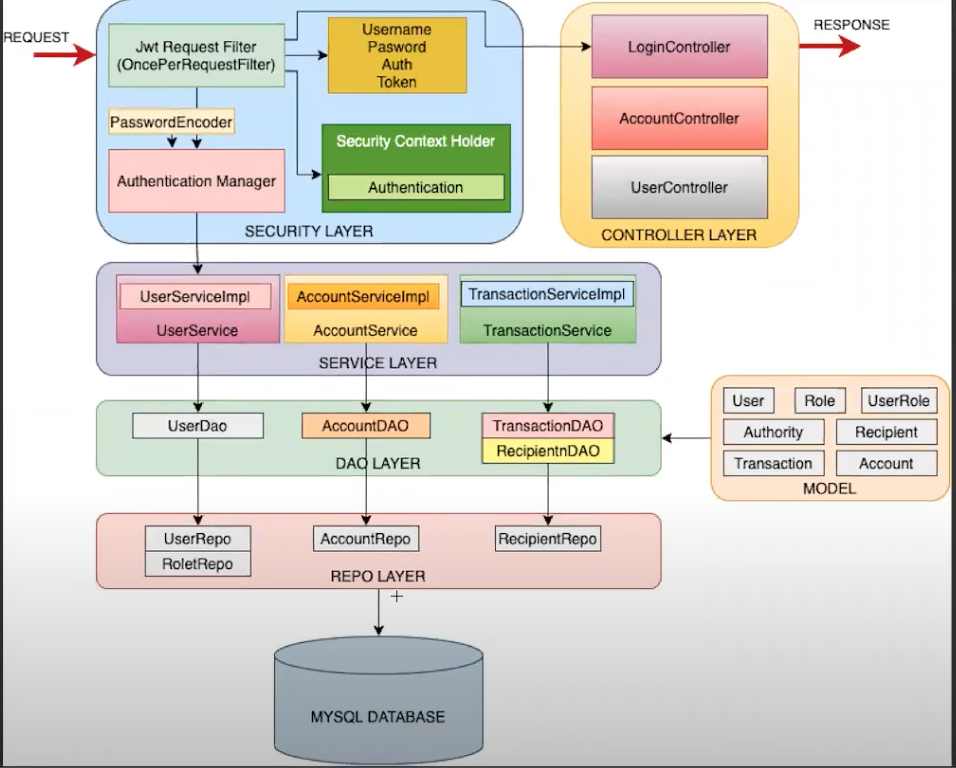 REQUEST
Jwt Request Filter
(OncePerRequestFilter)
Username
Pasword
Auth
Token
PasswordEncoder
Authentication Manager
Security Context Holder
Authentication
SECURITY LAYER
LoginController
AccountController
UserController
CONTROLLER LAYER
RESPONSE
UserServiceImpl
UserService
AccountServiceImpl
AccountService
TransactionServiceImpl
TransactionService
SERVICE LAYER
UserDao
AccountDAO
TransactionDAO
RecipientnDAO
DAO LAYER
User
Role
UserRole
Authority
Recipient
Transaction
Account
MODEL
UserRepo
RoletRepo
AccountRepo
RecipientRepo
REPO LAYER
MYSQL DATABASE